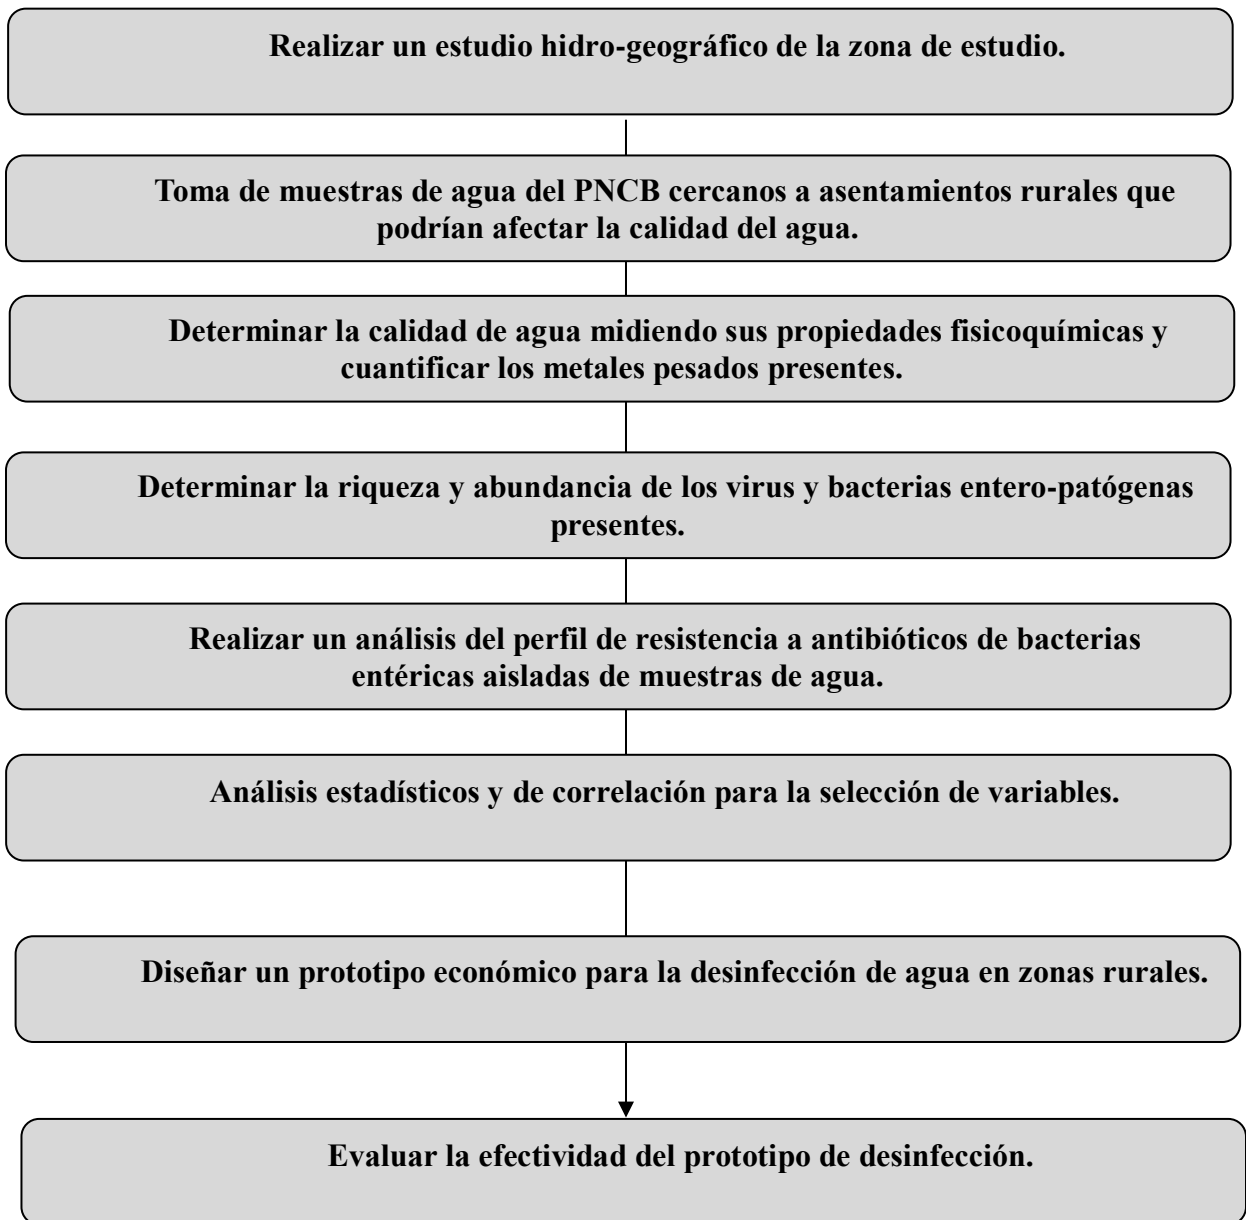 Realizar un estudio hidro-geográfico de la zona de estudio.
Toma de muestras de agua del PNCB cercanos a asentamientos rurales que
podrían afectar la calidad del agua.
Determinar la calidad de agua midiendo sus propiedades fisicoquímicas y
cuantificar los metales pesados presentes.
Determinar la riqueza y abundancia de los virus y bacterias entero-patógenas
presentes.
Realizar un análisis del perfil de resistencia a antibióticos de bacterias
entéricas aisladas de muestras de agua.
Análisis estadísticos y de correlación para la selección de variables.
Diseñar un prototipo económico para la desinfección de agua en zonas rurales.
Evaluar la efectividad del prototipo de desinfección.